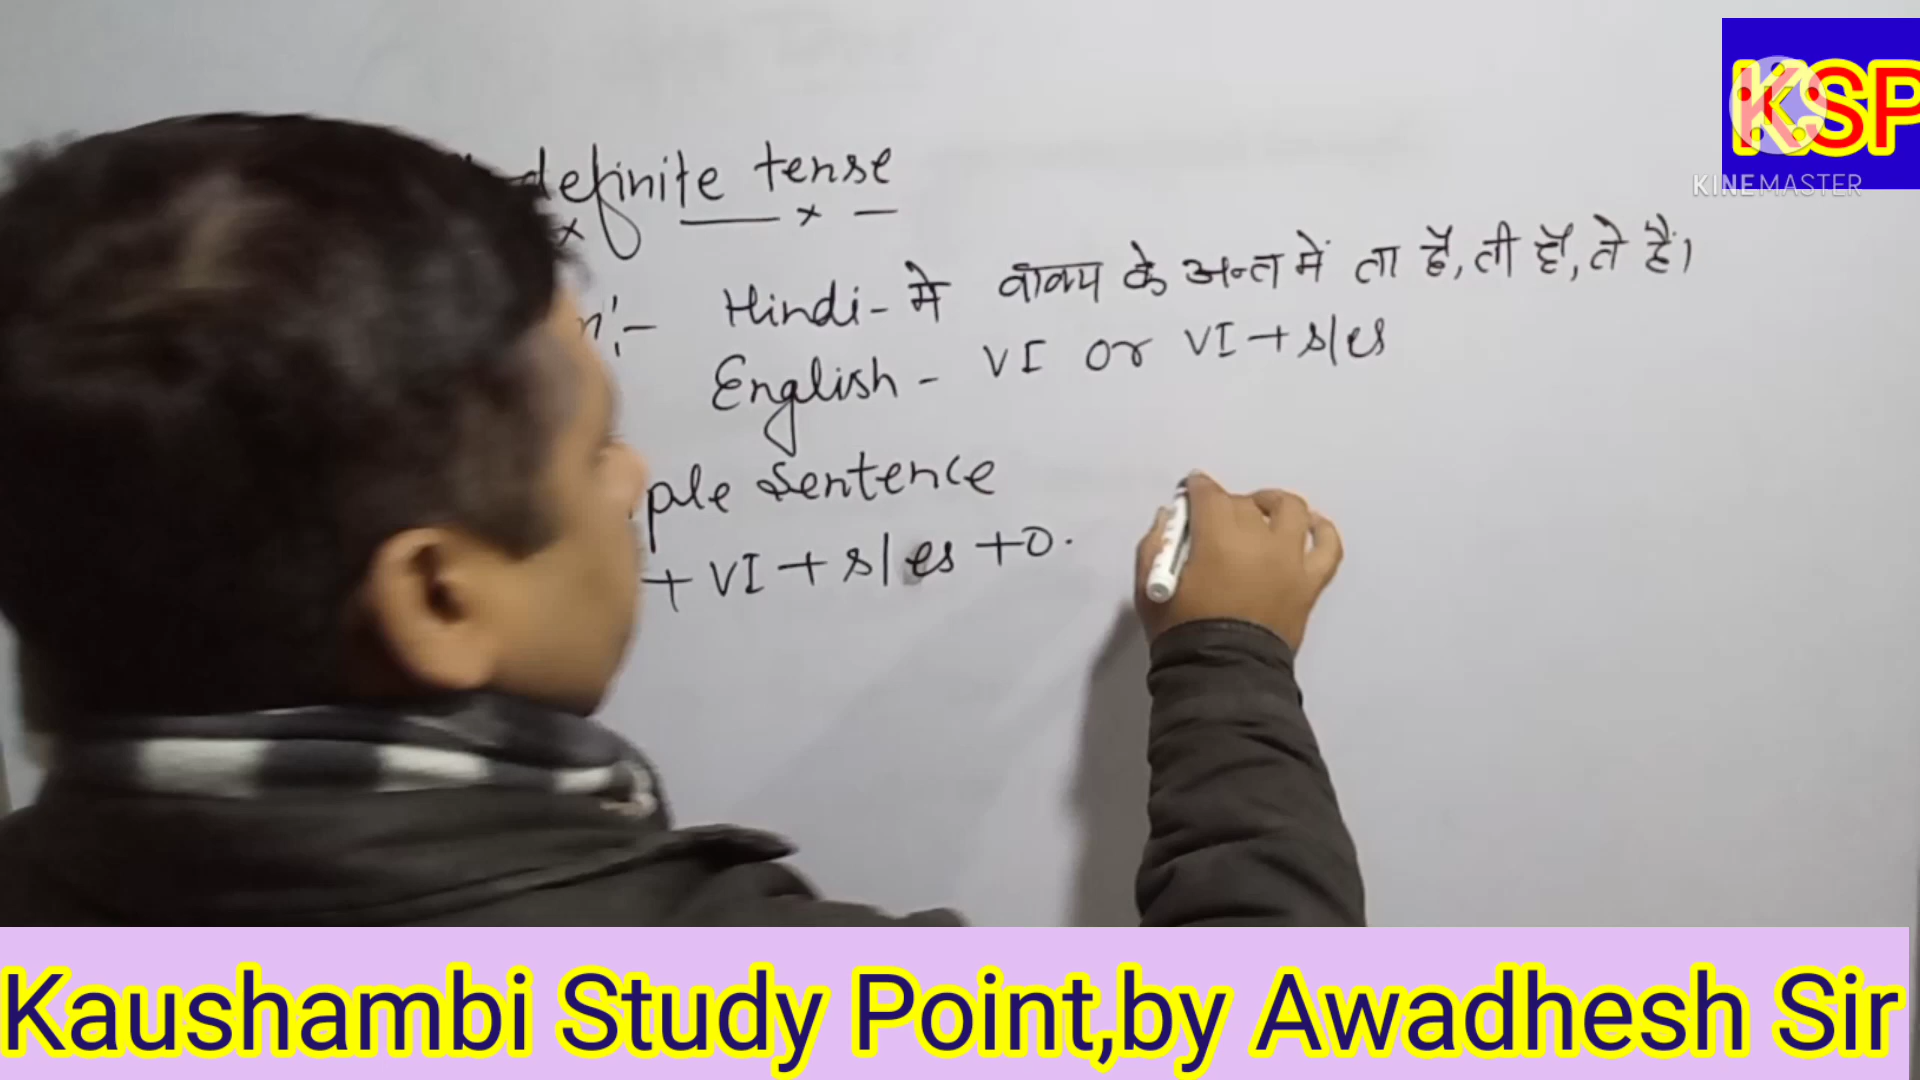 KSP
KINEMASTER
definite tense
Hindi - में वाक्य के अन्त में ता है, ती है, ते हैं।
English - VI or VI + s/es
ple Sentence
+ VI + s/es + O.
Kaushambi Study Point,by Awadhesh Sir